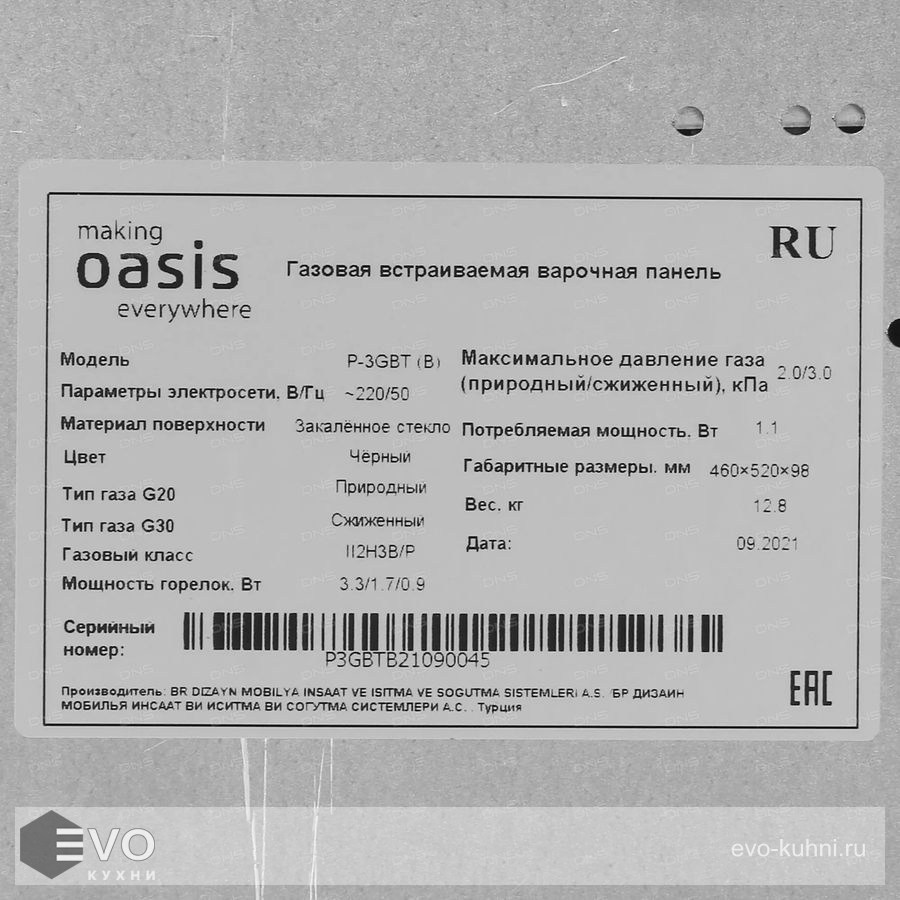 making
oasis
everywhere
Газовая встраиваемая варочная панель
RU
Модель P-3GBT (B)
Параметры электросети, В/Гц ~220/50
Материал поверхности Закалённое стекло
Цвет Чёрный
Тип газа G20 Природный
Тип газа G30 Сжиженный
Газовый класс II2H3B/P
Мощность горелок. Вт 3.3/1.7/0.9
Максимальное давление газа
(природный/сжиженный), кПа 2.0/3.0
Потребляемая мощность. Вт 1.1
Габаритные размеры. мм 460×520×98
Вес. кг 12.8
Дата: 09.2021
Серийный
номер:
P3GBTB21090045
Производитель: BR DIZAYN MOBILYA INSAAT VE ISITMA VE SOGUTMA SISTEMLERI A.S. /БР ДИЗАЙН
МОБИЛЬЯ ИНСААТ ВИ ИСИТМА ВИ СОГУТМА СИСТЕМЛЕРИ А.С. . Турция
EAC
EVO
КУХНИ
evo-kuhni.ru